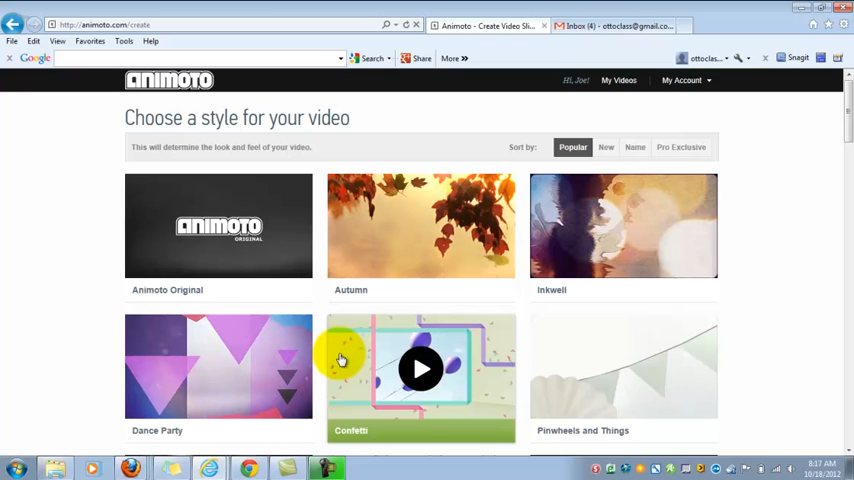 http://animoto.com/create
Animoto - Create Video Sli...
Inbox (4) - ottoclass@gmail.co...
File Edit View Favorites Tools Help
Google
Search
Share
More »
ottoclas...
Snagit
ANIMOTO
Hi, Joe!
My Videos
My Account
Choose a style for your video
This will determine the look and feel of your video.
Sort by:
Popular
New
Name
Pro Exclusive
ANIMOTO
ORIGINAL
Animoto Original
Autumn
Inkwell
Dance Party
Confetti
Pinwheels and Things
8:17 AM
10/18/2012